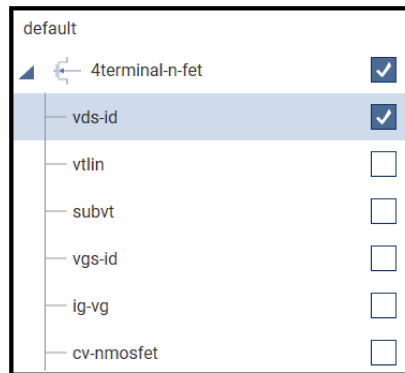 default
4terminal-n-fet
vds-id
vtlin
subvt
vgs-id
ig-vg
cv-nmosfet